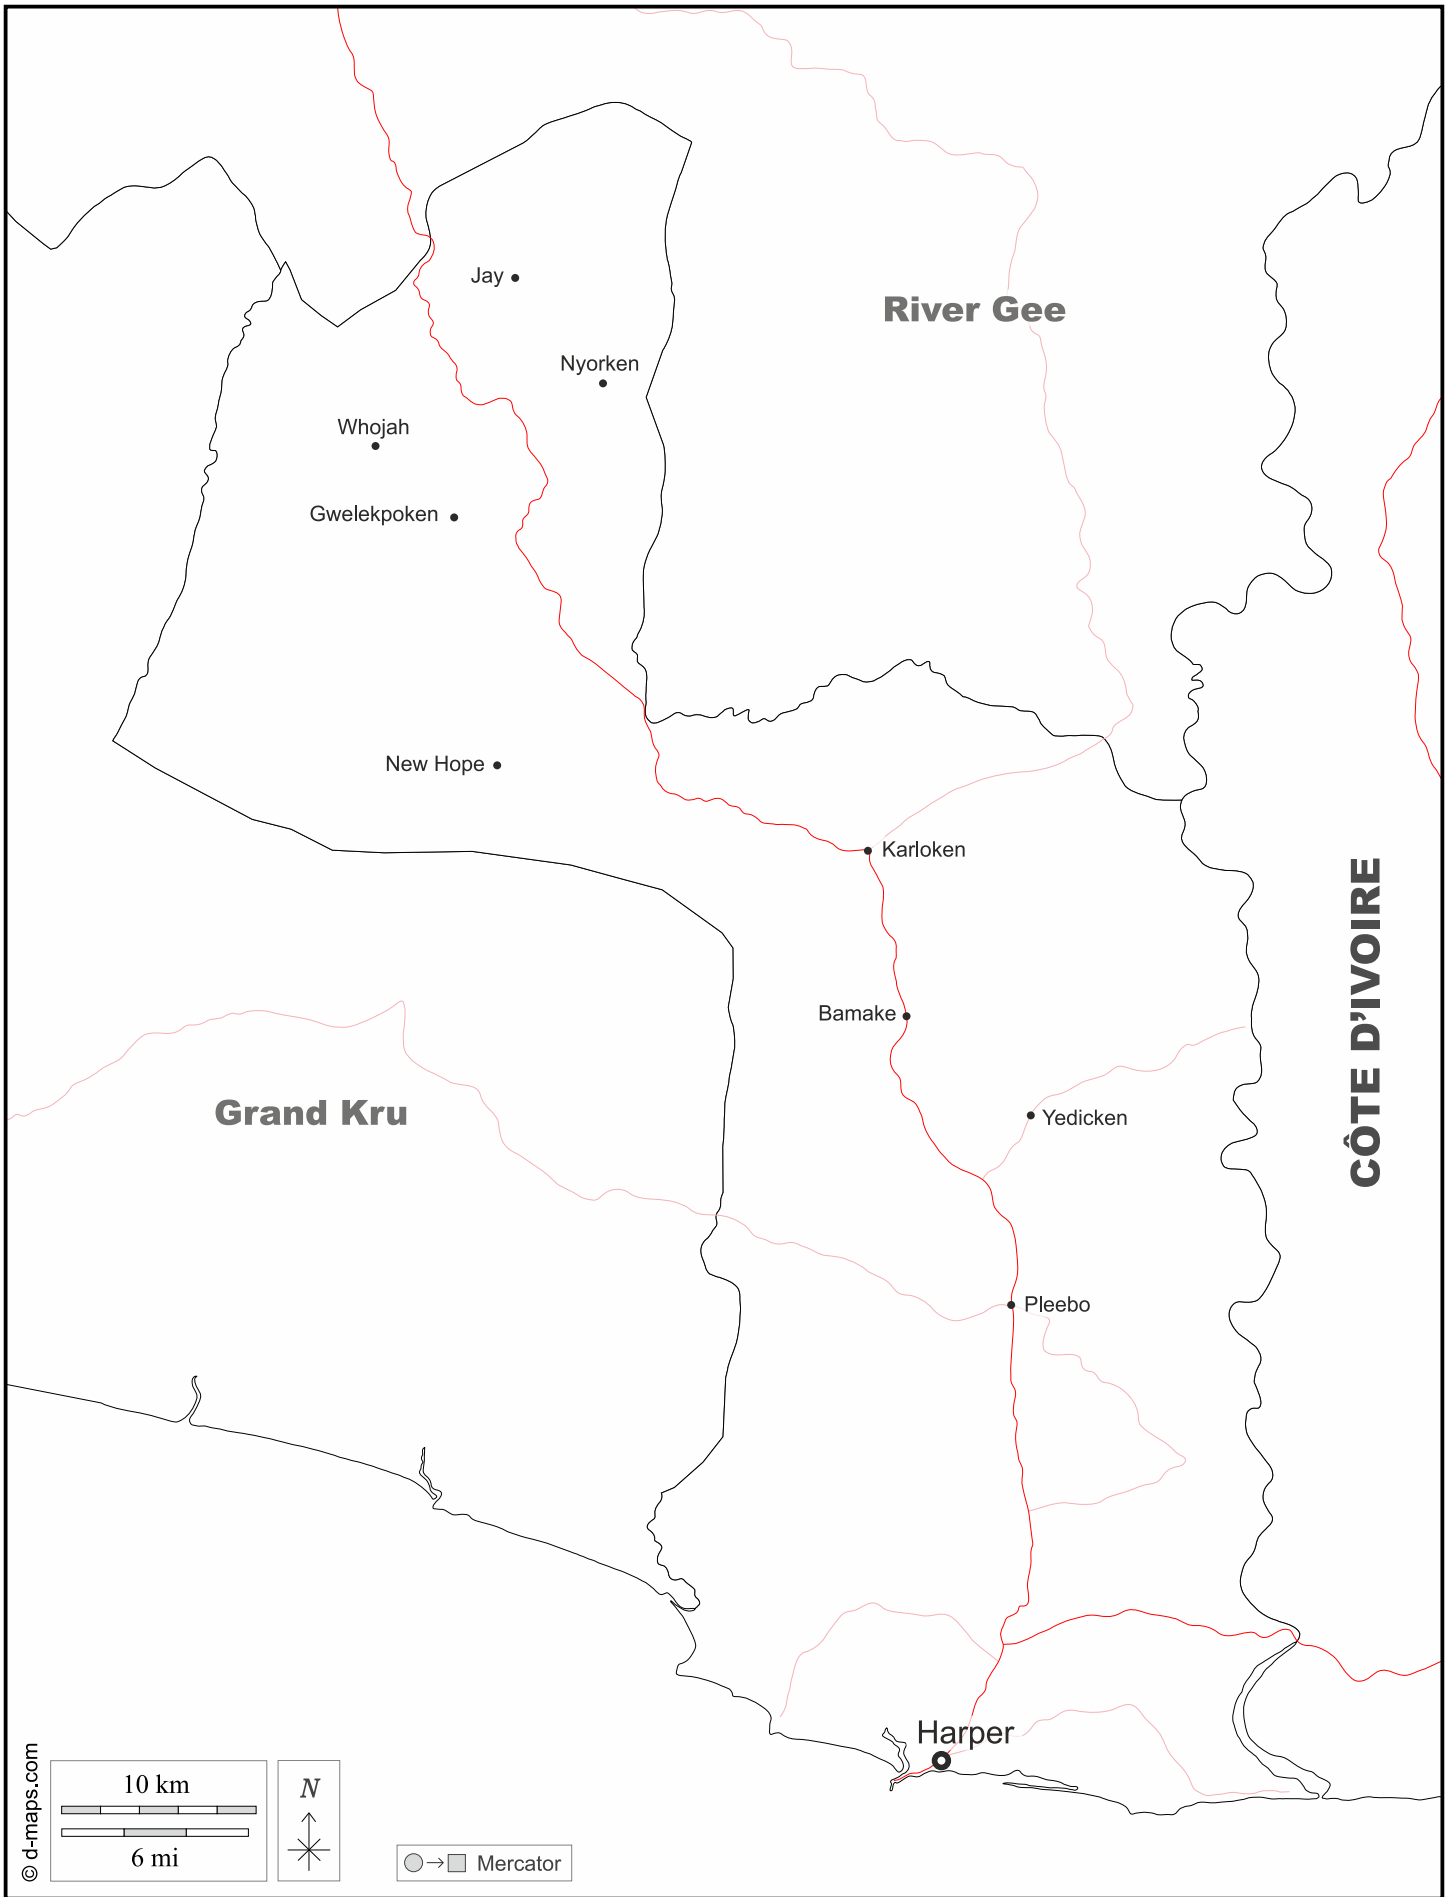 Jay
River Gee
Nyorken
Whojah
Gwelekpoken
New Hope
Karloken
CÔTE D'IVOIRE
Bamake
Grand Kru
Yedicken
Pleebo
Harper
© d-maps.com
10 km
6 mi
N
Mercator